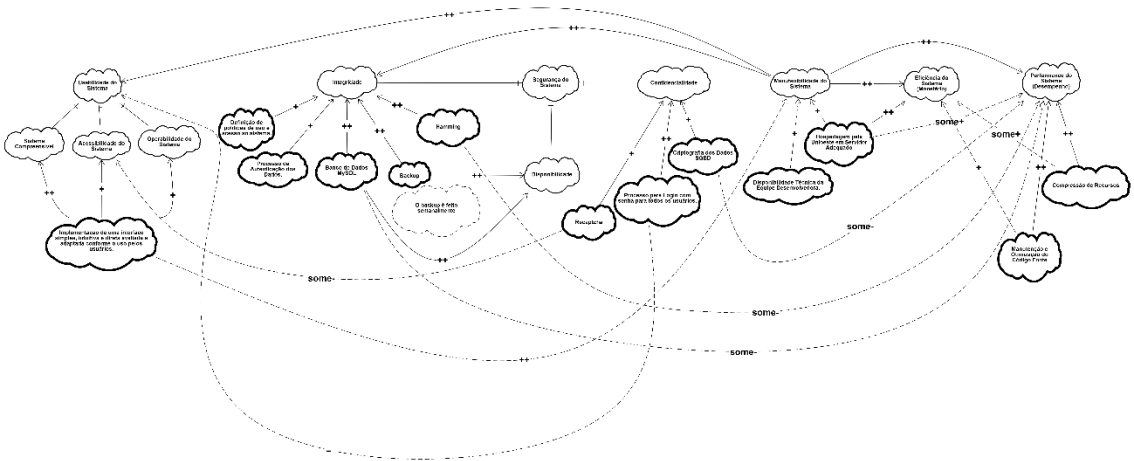 ++
++
++
Usabilidade do
Sistema
Integridade
Segurança do
Sistema
Confidencialidade
Manutenibilidade do
Sistema
++
Eficiência do
Sistema
(Monetário)
Performance do
Sistema
(Desempenho)
Sistema
Compreensível
Acessibilidade do
Sistema
Operabilidade do
Sistema
Definição de
políticas de uso e
acesso ao sistema.
+
+
++
++
++
Hamming
Processo de
Autenticação dos
Dados.
Banco de Dados
MySQL
Backup
O backup é feito
semanalmente
++
Disponibilidade
+
++
+
Criptografia dos Dados
SGBD
Processo para Login com
senha para todos os usuários.
Recaptcha
+
+
++
Hospedagem pela
Unioeste em Servidor
Adequado
Disponibilidade Técnica da
Equipe Desenvolvedora.
some+
some+
++
Compressão de Recursos
+
++
Manutenção e
Otimização do
Código Fonte
++
+
+
Implementação de uma interface
simples, intuitiva e direta avaliada e
adaptada conforme o uso pelos
usuários.
++
some-
some-
some-
some-
++